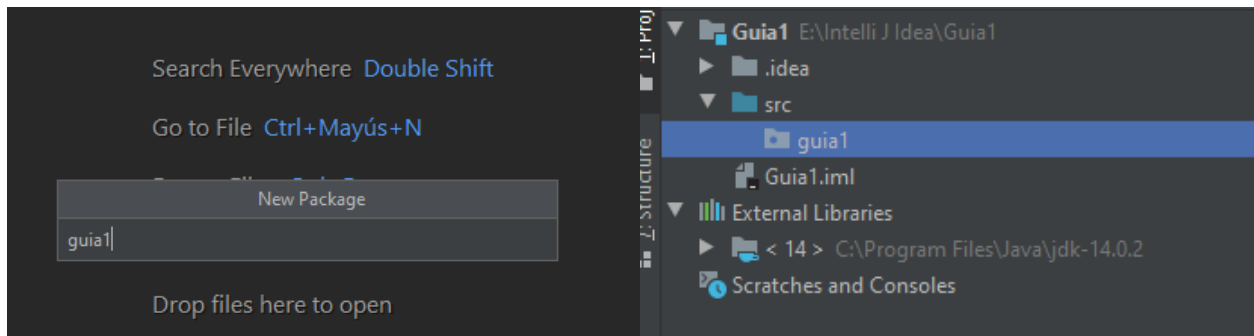 Search Everywhere Double Shift
Go to File Ctrl+Mayús+N
New Package
guia1
Drop files here to open
1: Proj
Z: Structure
Guia1 E:\Intelli J Idea\Guia1
.idea
src
guia1
Guia1.iml
External Libraries
< 14 > C:\Program Files\Java\jdk-14.0.2
Scratches and Consoles